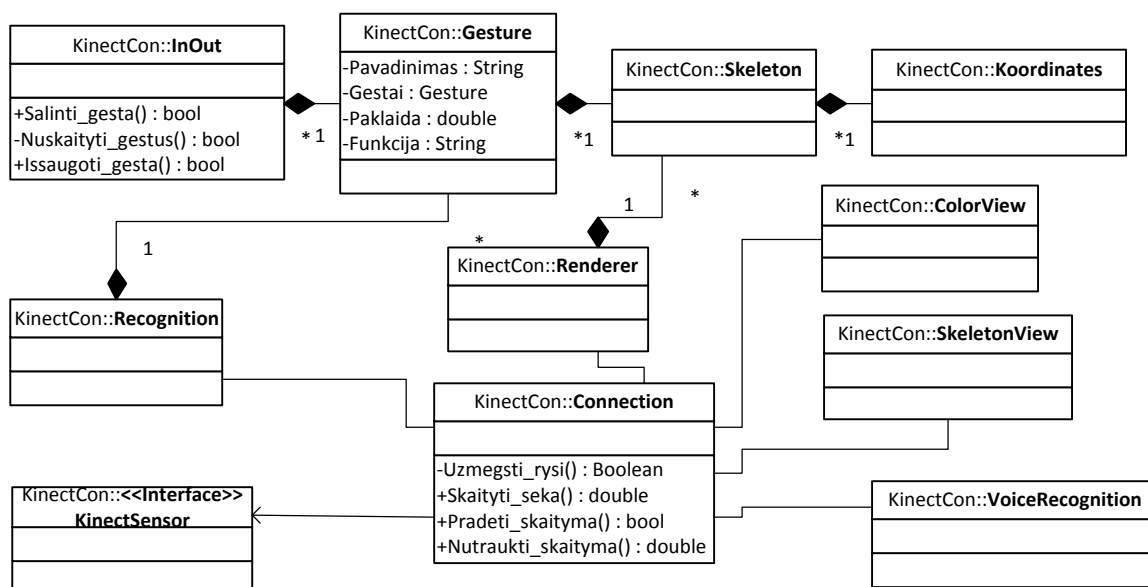 KinectCon::InOut
+Salinti_gesta() : bool
-Nuskaityti_gestus() : bool
+Issaugoti_gesta() : bool
* 1
KinectCon::Gesture
-Pavadinimas : String
-Gestai : Gesture
-Paklaida : double
-Funkcija : String
*1
KinectCon::Skeleton
*1
KinectCon::Koordinates
1
*
1
*
KinectCon::ColorView
KinectCon::Renderer
KinectCon::Recognition
KinectCon::SkeletonView
KinectCon::Connection
-Uzmegsti_rysi() : Boolean
+Skaityti_seka() : double
+Pradeti_skaityma() : bool
+Nutraukti_skaityma() : double
KinectCon::<<Interface>>
KinectSensor
KinectCon::VoiceRecognition